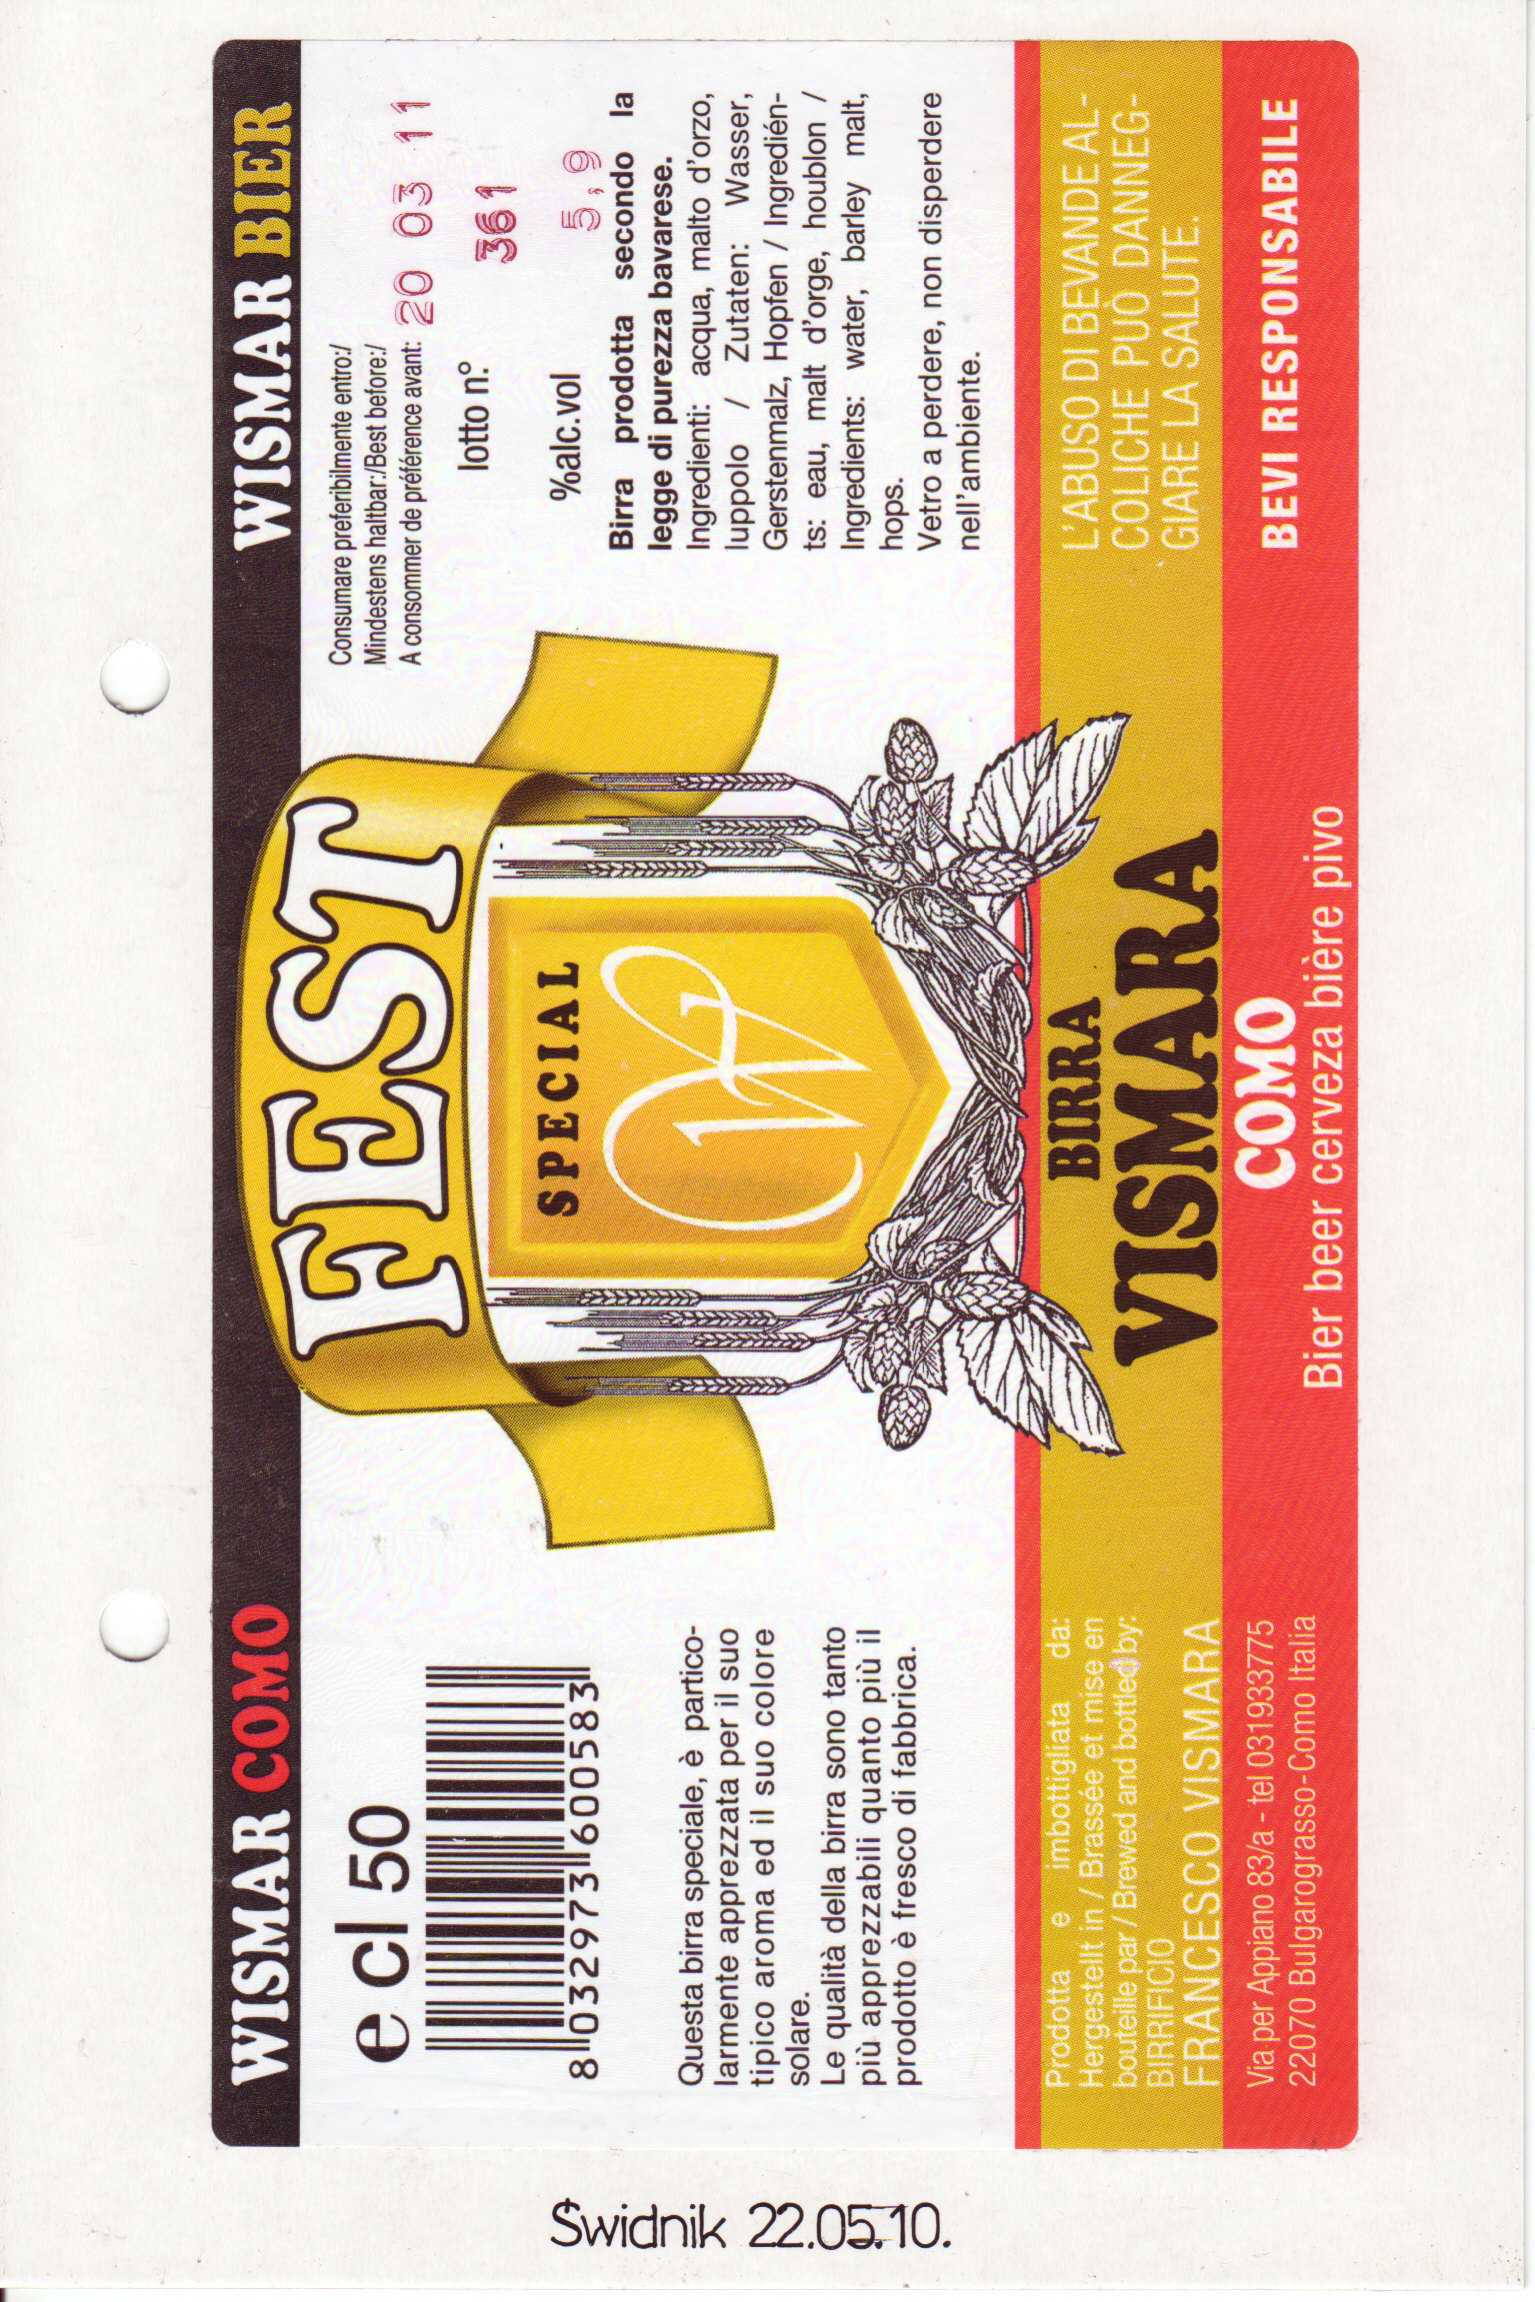 WISMAR COMO
WISMAR BIER
e cl 50
8 032973 600583
Questa birra speciale, è partico-
larmente apprezzata per il suo
tipico aroma ed il suo colore
solare.
Le qualità della birra sono tanto
più apprezzabili quanto più il
prodotto è fresco di fabbrica.
FEST
SPECIAL
W
Consumare preferibilmente entro:/
Mindestens haltbar:/Best before:/
A consommer de préférence avant: 20 03 11
lotto n.° 361
%alc.vol 5,9
Birra prodotta secondo la
legge di purezza bavarese.
Ingredienti: acqua, malto d'orzo,
luppolo / Zutaten: Wasser,
Gerstenmalz, Hopfen / Ingredién-
ts: eau, malt d'orge, houblon /
Ingredients: water, barley malt,
hops.
Vetro a perdere, non disperdere
nell'ambiente.
Prodotta e imbottigliata da:
Hergestellt in / Brassée et mise en
bouteille par / Brewed and bottled by:
BIRRIFICIO
FRANCESCO VISMARA
Via per Appiano 83/a - tel 031933775
22070 Bulgarograsso-Como Italia
BIRRA
VISMARA
COMO
Bier beer cerveza bière pivo
L'ABUSO DI BEVANDE AL-
COLICHE PUÒ DANNEG-
GIARE LA SALUTE.
BEVI RESPONSABILE
Świdnik 22.05.10.